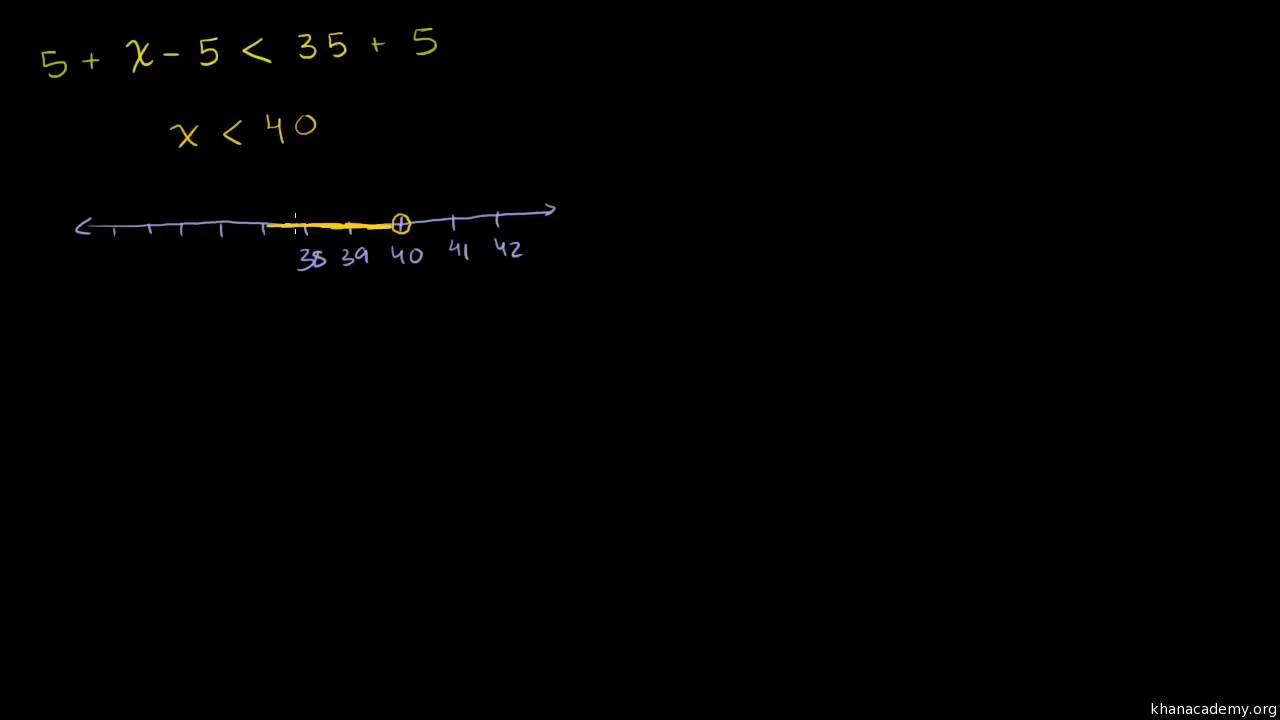 5 + x - 5 < 35 + 5
x < 40
38 39 40 41 42
khanacademy.org